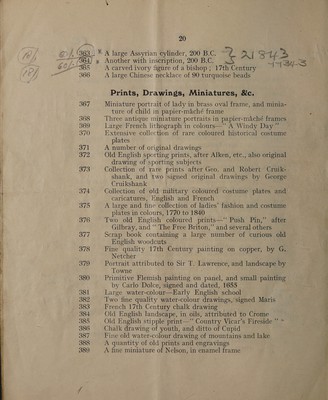 20
363 A large Assyrian cylinder, 200 B.C. 21843
364 Another with inscription, 200 B.C.
365 A carved ivory figure of a bishop; 17th Century
366 A large Chinese necklace of 90 turquoise beads
Prints, Drawings, Miniatures, &c.
367 Miniature portrait of lady in brass oval frame, and minia-
ture of child in papier-mâché frame
368 Three antique miniature portraits in papier-mâché frames
369 Large French lithograph in colours—"A Windy Day"
370 Extensive collection of rare coloured historical costume
plates
371 A number of original drawings
372 Old English sporting prints, after Alken, etc., also original
drawing of sporting subjects
373 Collection of rare prints after Geo. and Robert Cruik-
shank, and two signed original drawings by George
Cruikshank
374 Collection of old military coloured costume plates and
caricatures, English and French
375 A large and fine collection of ladies' fashion and costume
plates in colours, 1770 to 1840
376 Two old English coloured prints—"Push Pin," after
Gillray, and "The Free Briton," and several others
377 Scrap book containing a large number of curious old
English woodcuts
378 Fine quality 17th Century painting on copper, by G.
Netcher
379 Portrait attributed to Sir T. Lawrence, and landscape by
Towne
380 Primitive Flemish painting on panel, and small painting
by Carlo Dolce, signed and dated, 1655
381 Large water-colour—Early English school
382 Two fine quality water-colour drawings, signed Maris
383 French 17th Century chalk drawing
384 Old English landscape, in oils, attributed to Crome
385 Old English stipple print—"Country Vicar's Fireside"
386 Chalk drawing of youth, and ditto of Cupid
387 Fine old water-colour drawing of mountains and lake
388 A quantity of old prints and engravings
389 A fine miniature of Nelson, in enamel frame